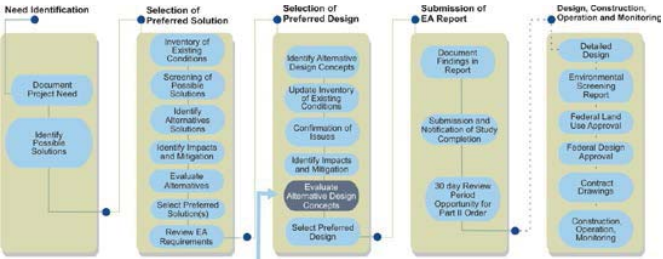 Need Identification
Document
Project Need
Identify
Possible
Solutions
Selection of
Preferred Solution
Inventory of
Existing
Conditions
Screening of
Possible
Solutions
Identify
Alternatives
Solutions
Identify Impacts
and Mitigation
Evaluate
Alternatives
Select Preferred
Solution(s)
Review EA
Requirements
Selection of
Preferred Design
Identify Alternative
Design Concepts
Update Inventory
of Existing
Conditions
Confirmation of
Issues
Identify Impacts
and Mitigation
Evaluate
Alternative Design
Concepts
Select Preferred
Design
Submission of
EA Report
Document
Findings in
Report
Submission and
Notification of Study
Completion
30 day Review
Period
Opportunity for
Part II Order
Design, Construction,
Operation and Monitoring
Detailed
Design
Environmental
Screening
Report
Federal Land
Use Approval
Federal Design
Approval
Contract
Drawings
Construction,
Operation,
Monitoring